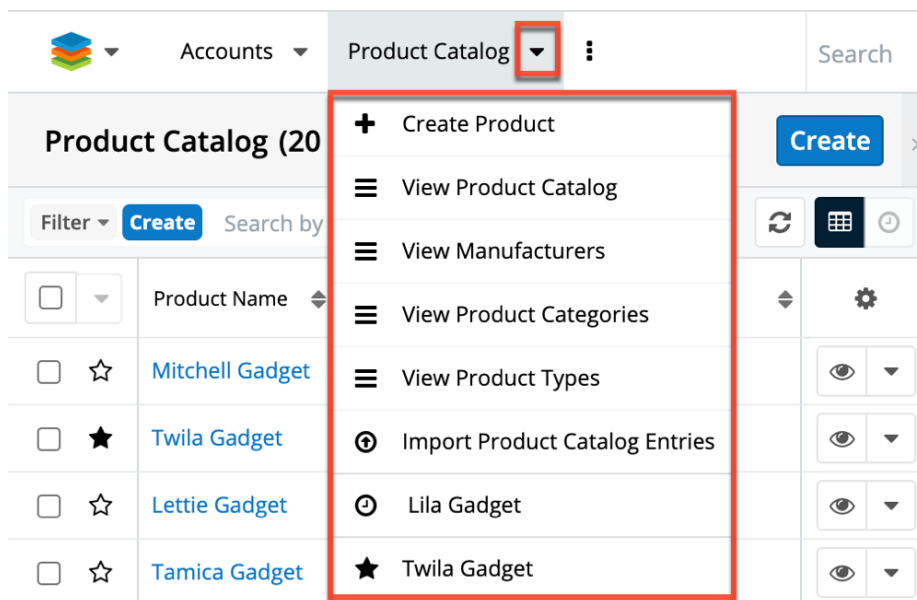 Accounts
Product Catalog
Search
Product Catalog (20
Create
Filter
Create
Search by
Product Name
Mitchell Gadget
Twila Gadget
Lettie Gadget
Tamica Gadget
Create Product
View Product Catalog
View Manufacturers
View Product Categories
View Product Types
Import Product Catalog Entries
Lila Gadget
Twila Gadget